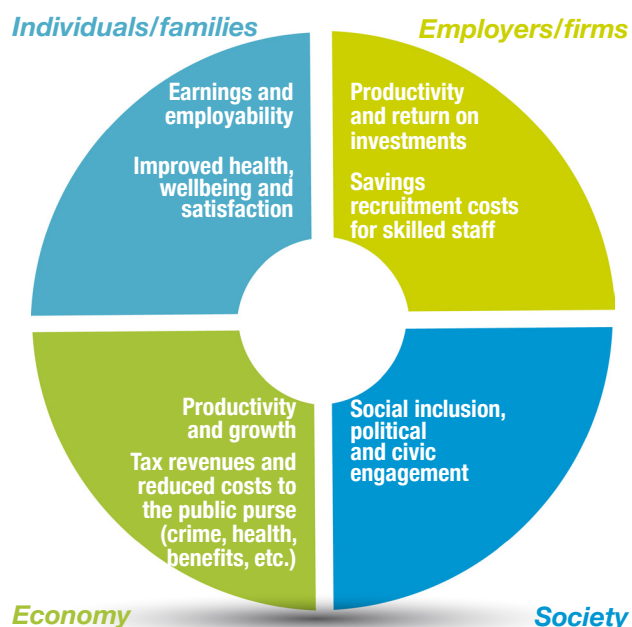 Individuals/families
Employers/firms
Earnings and
employability
Improved health,
wellbeing and
satisfaction
Productivity
and return on
investments
Savings
recruitment costs
for skilled staff
Productivity
and growth
Tax revenues and
reduced costs to
the public purse
(crime, health,
benefits, etc.)
Social inclusion,
political
and civic
engagement
Economy
Society